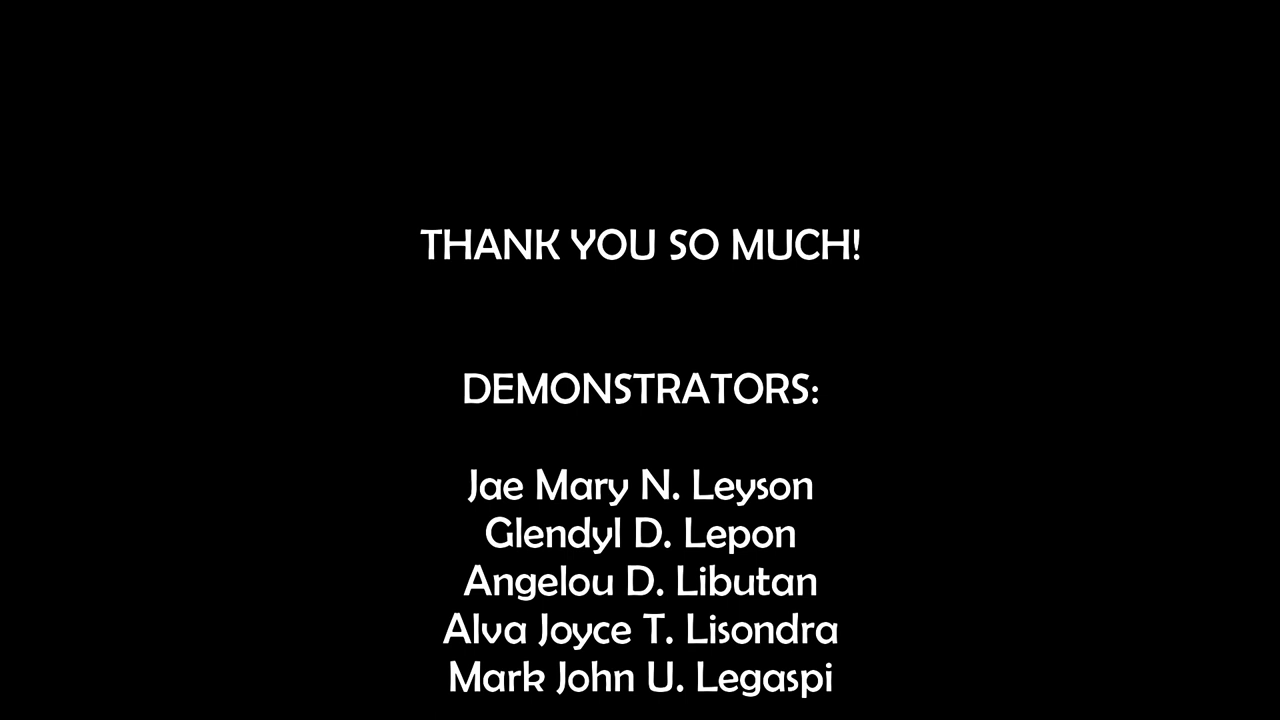 THANK YOU SO MUCH!
DEMONSTRATORS:
Jae Mary N. Leyson
Glendyl D. Lepon
Angelou D. Libutan
Alva Joyce T. Lisondra
Mark John U. Legaspi